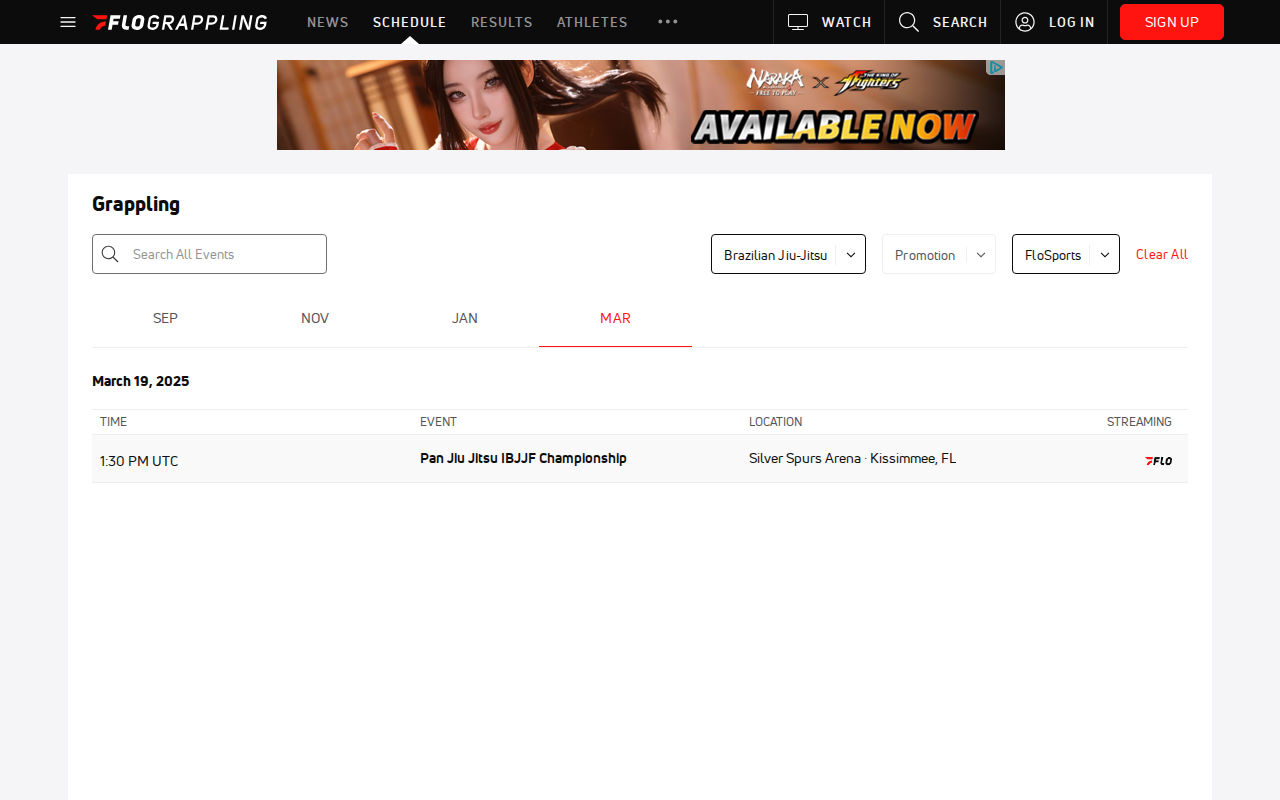 FLOGRAPPLING NEWS SCHEDULE RESULTS ATHLETES WATCH SEARCH LOG IN SIGN UP
NARAKA FREE TO PLAY X THE KING OF FIGHTERS
AVAILABLE NOW
Grappling
Search All Events Brazilian Jiu-Jitsu Promotion FloSports Clear All
SEP NOV JAN MAR
March 19, 2025
TIME EVENT LOCATION STREAMING
1:30 PM UTC Pan Jiu Jitsu IBJJF Championship Silver Spurs Arena · Kissimmee, FL FLO